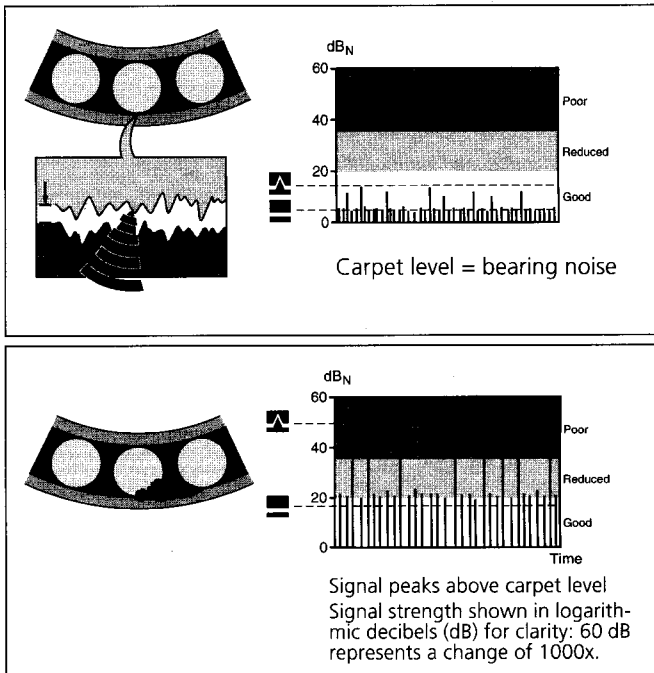 dBN
60
Poor
40
Reduced
20
Good
0
Carpet level = bearing noise
dBN
60
Poor
40
Reduced
20
Good
0
Time
Signal peaks above carpet level
Signal strength shown in logarith-
mic decibels (dB) for clarity: 60 dB
represents a change of 1000x.